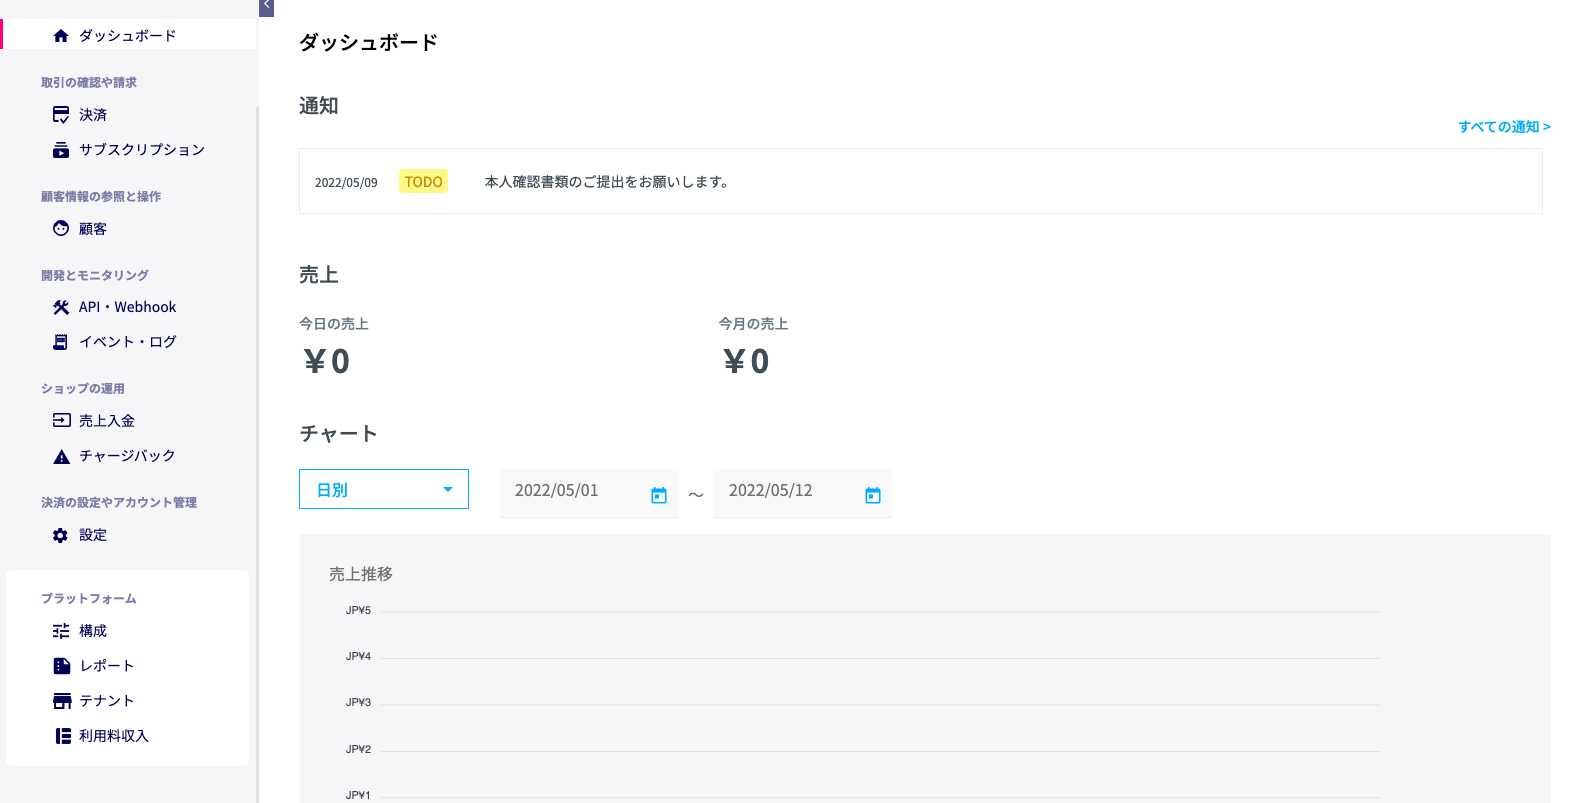 ダッシュボード
取引の確認や請求
決済
サブスクリプション
顧客情報の参照と操作
顧客
開発とモニタリング
API・Webhook
イベント・ログ
ショップの運用
売上入金
チャージバック
決済の設定やアカウント管理
設定
プラットフォーム
構成
レポート
テナント
利用料収入
ダッシュボード
通知
すべての通知 >
2022/05/09 TODO 本人確認書類のご提出をお願いします。
売上
今日の売上 今月の売上
¥0 ¥0
チャート
日別 2022/05/01 〜 2022/05/12
売上推移
JP¥5
JP¥4
JP¥3
JP¥2
JP¥1